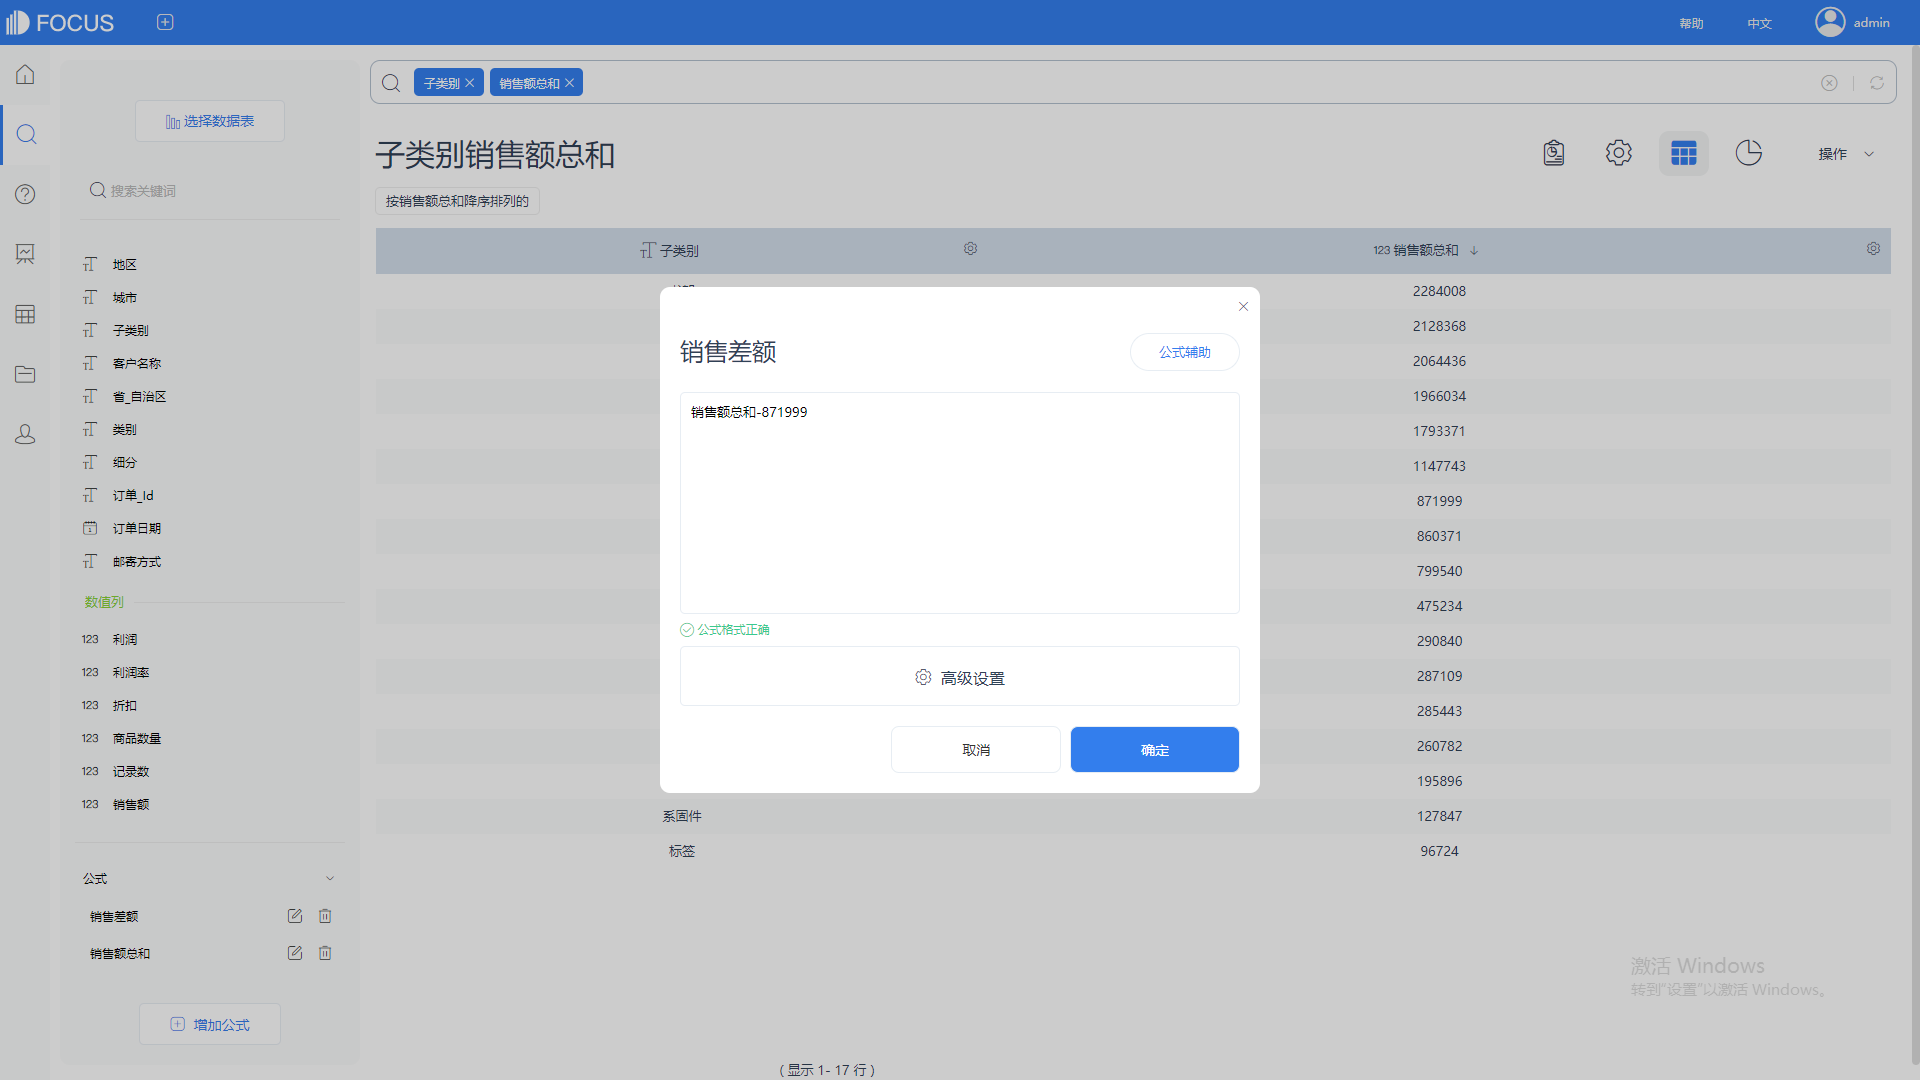 FOCUS
帮助
中文
admin
选择数据表
搜索关键词
地区
城市
子类别
客户名称
省_自治区
类别
细分
订单_Id
订单日期
邮寄方式
数值列
123 利润
123 利润率
123 折扣
123 商品数量
123 记录数
123 销售额
公式
销售差额
销售额总和
增加公式
子类别
销售额总和
子类别销售额总和
操作
按销售额总和降序排列的
子类别
123 销售额总和
2284008
2128368
2064436
1966034
1793371
1147743
871999
860371
799540
475234
290840
287109
285443
260782
195896
系固件 127847
标签 96724
销售差额
公式辅助
销售额总和-871999
公式格式正确
高级设置
取消
确定
激活 Windows
转到"设置"以激活 Windows。
( 显示 1- 17 行 )